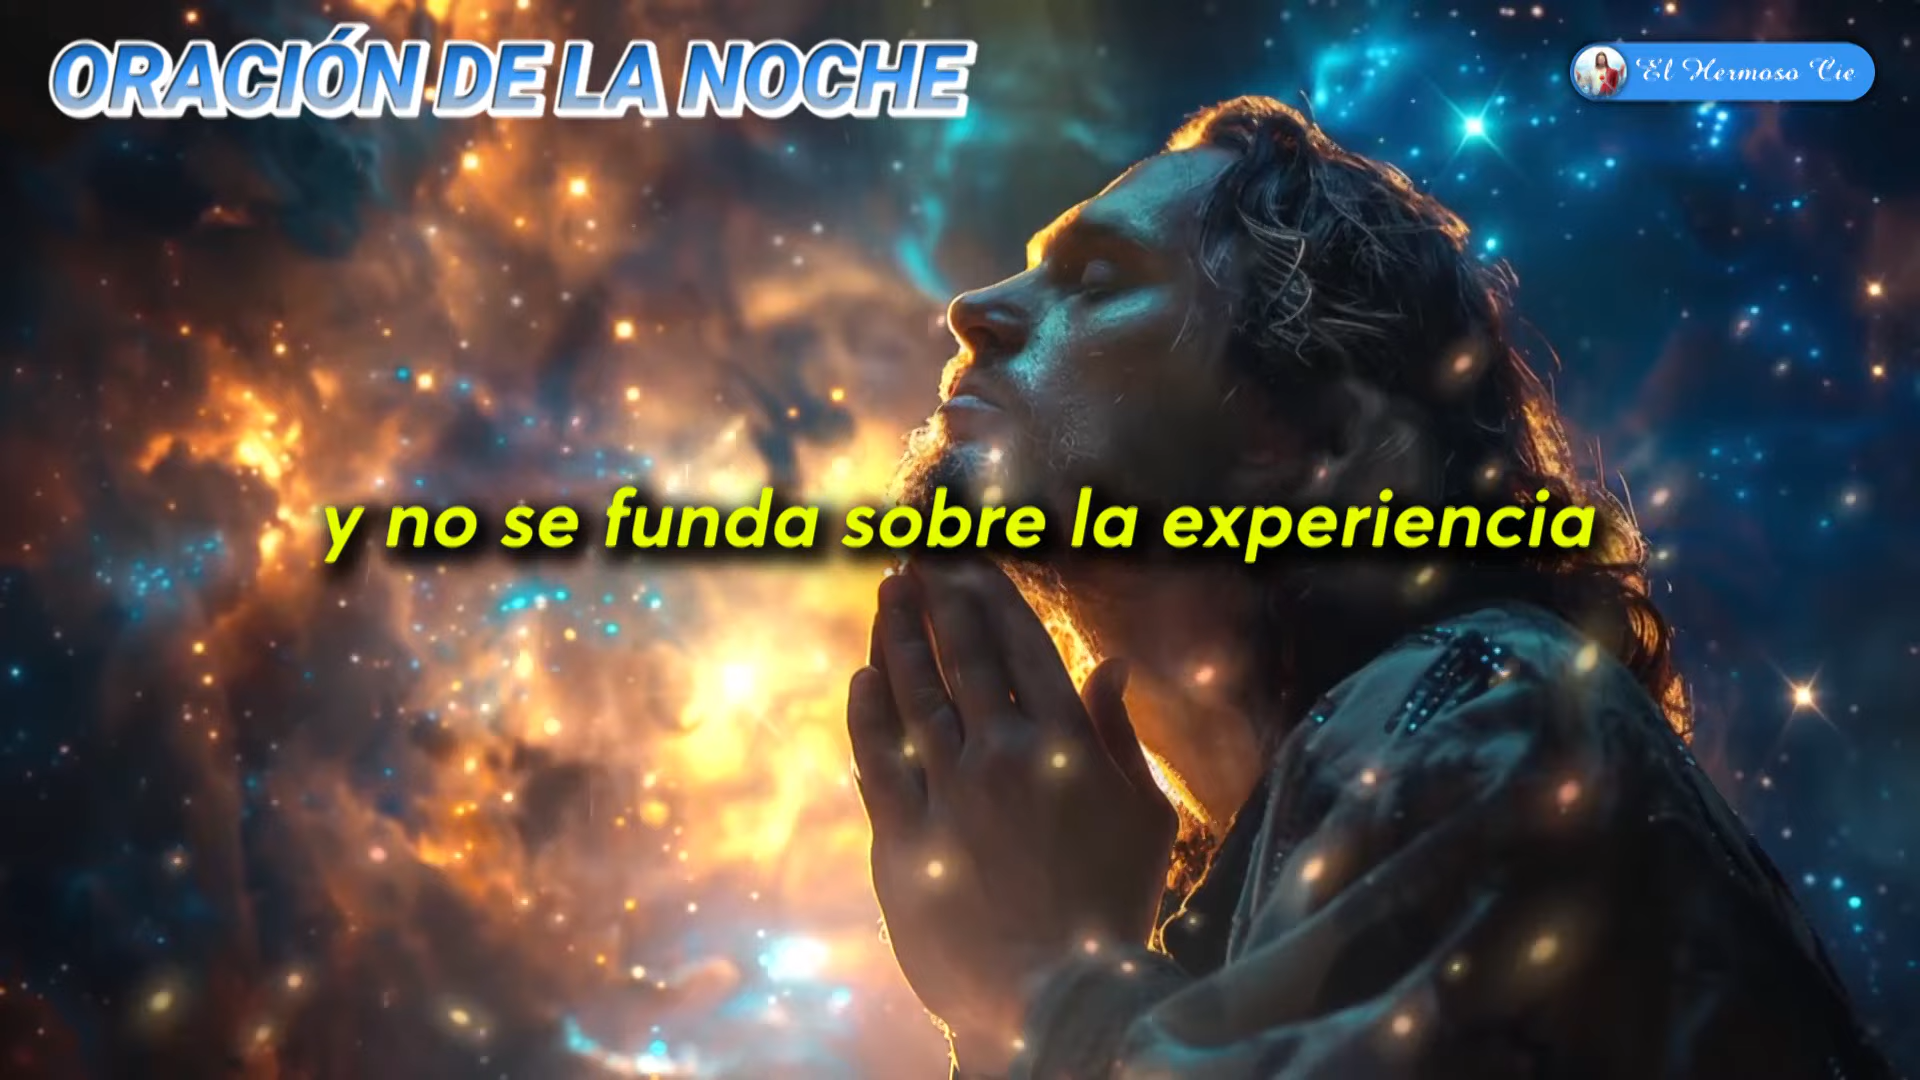 ORACIÓN DE LA NOCHE
El Hermoso Cie
y no se funda sobre la experiencia